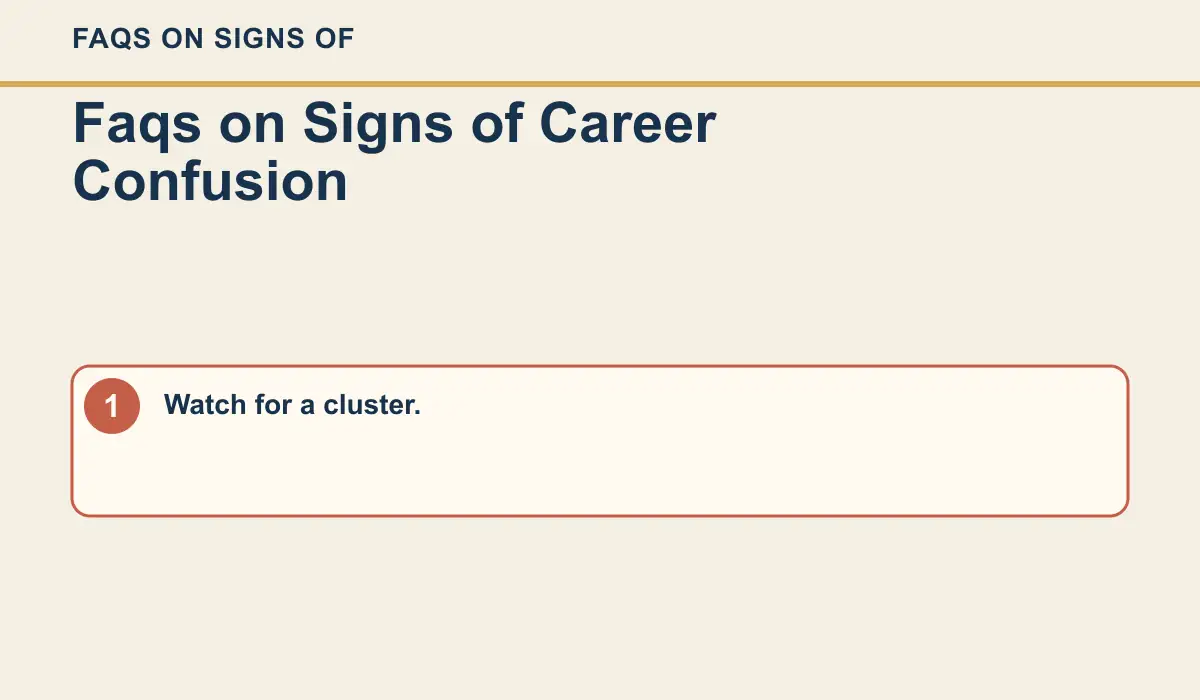 FAQS ON SIGNS OF
Faqs on Signs of Career
Confusion
1
Watch for a cluster.